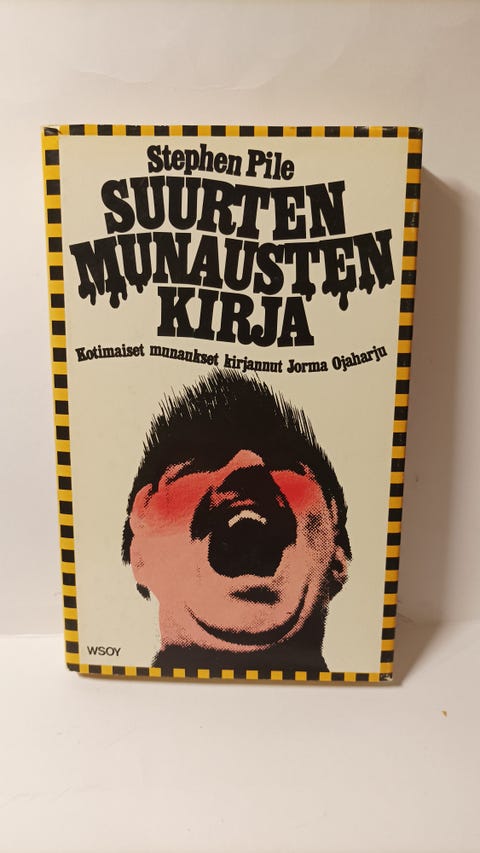 Stephen Pile
SUURTEN
MUNAUSTEN
KIRJA
Kotimaiset munaukset kirjannut Jorma Ojaharju
WSOY